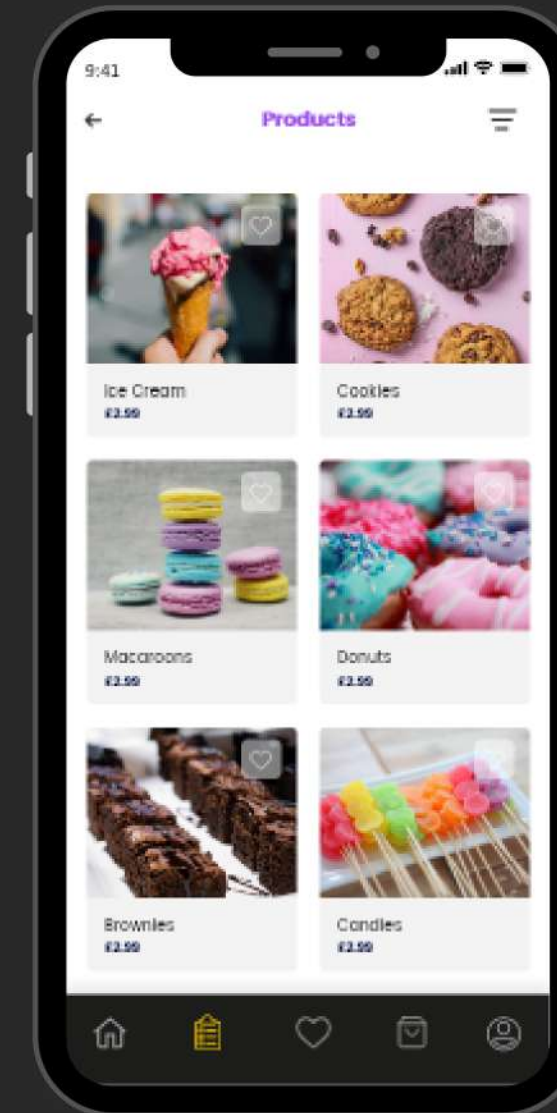 9:41
Products
Ice Cream
£2.99
Cookies
£2.99
Macaroons
£2.99
Donuts
£2.99
Brownies
£2.99
Candies
£2.99